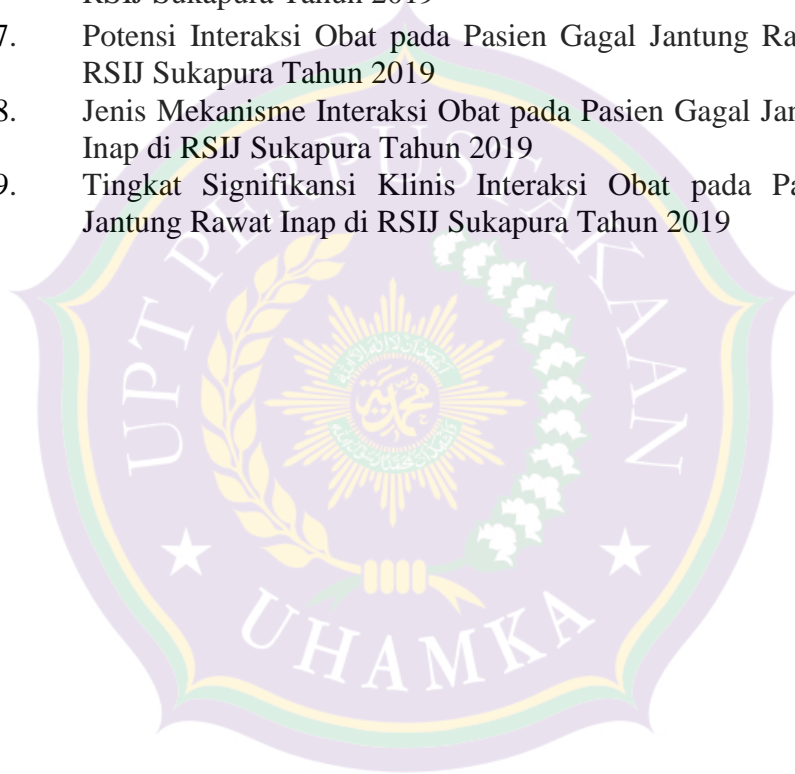 RSIJ Sukapura Tahun 2019
7. Potensi Interaksi Obat pada Pasien Gagal Jantung Ra
RSIJ Sukapura Tahun 2019
8. Jenis Mekanisme Interaksi Obat pada Pasien Gagal Jan
Inap di RSIJ Sukapura Tahun 2019
9. Tingkat Signifikansi Klinis Interaksi Obat pada Pa
Jantung Rawat Inap di RSIJ Sukapura Tahun 2019
UPT PERPUSTAKAAN
UHAMKA